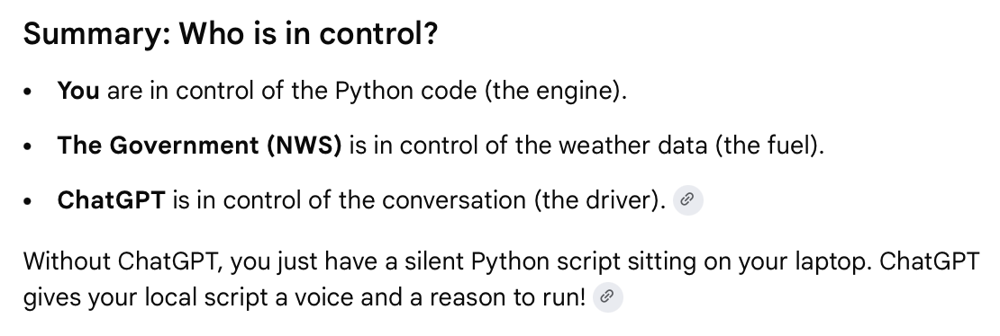 Summary: Who is in control?
• You are in control of the Python code (the engine).
• The Government (NWS) is in control of the weather data (the fuel).
• ChatGPT is in control of the conversation (the driver).
Without ChatGPT, you just have a silent Python script sitting on your laptop. ChatGPT
gives your local script a voice and a reason to run!